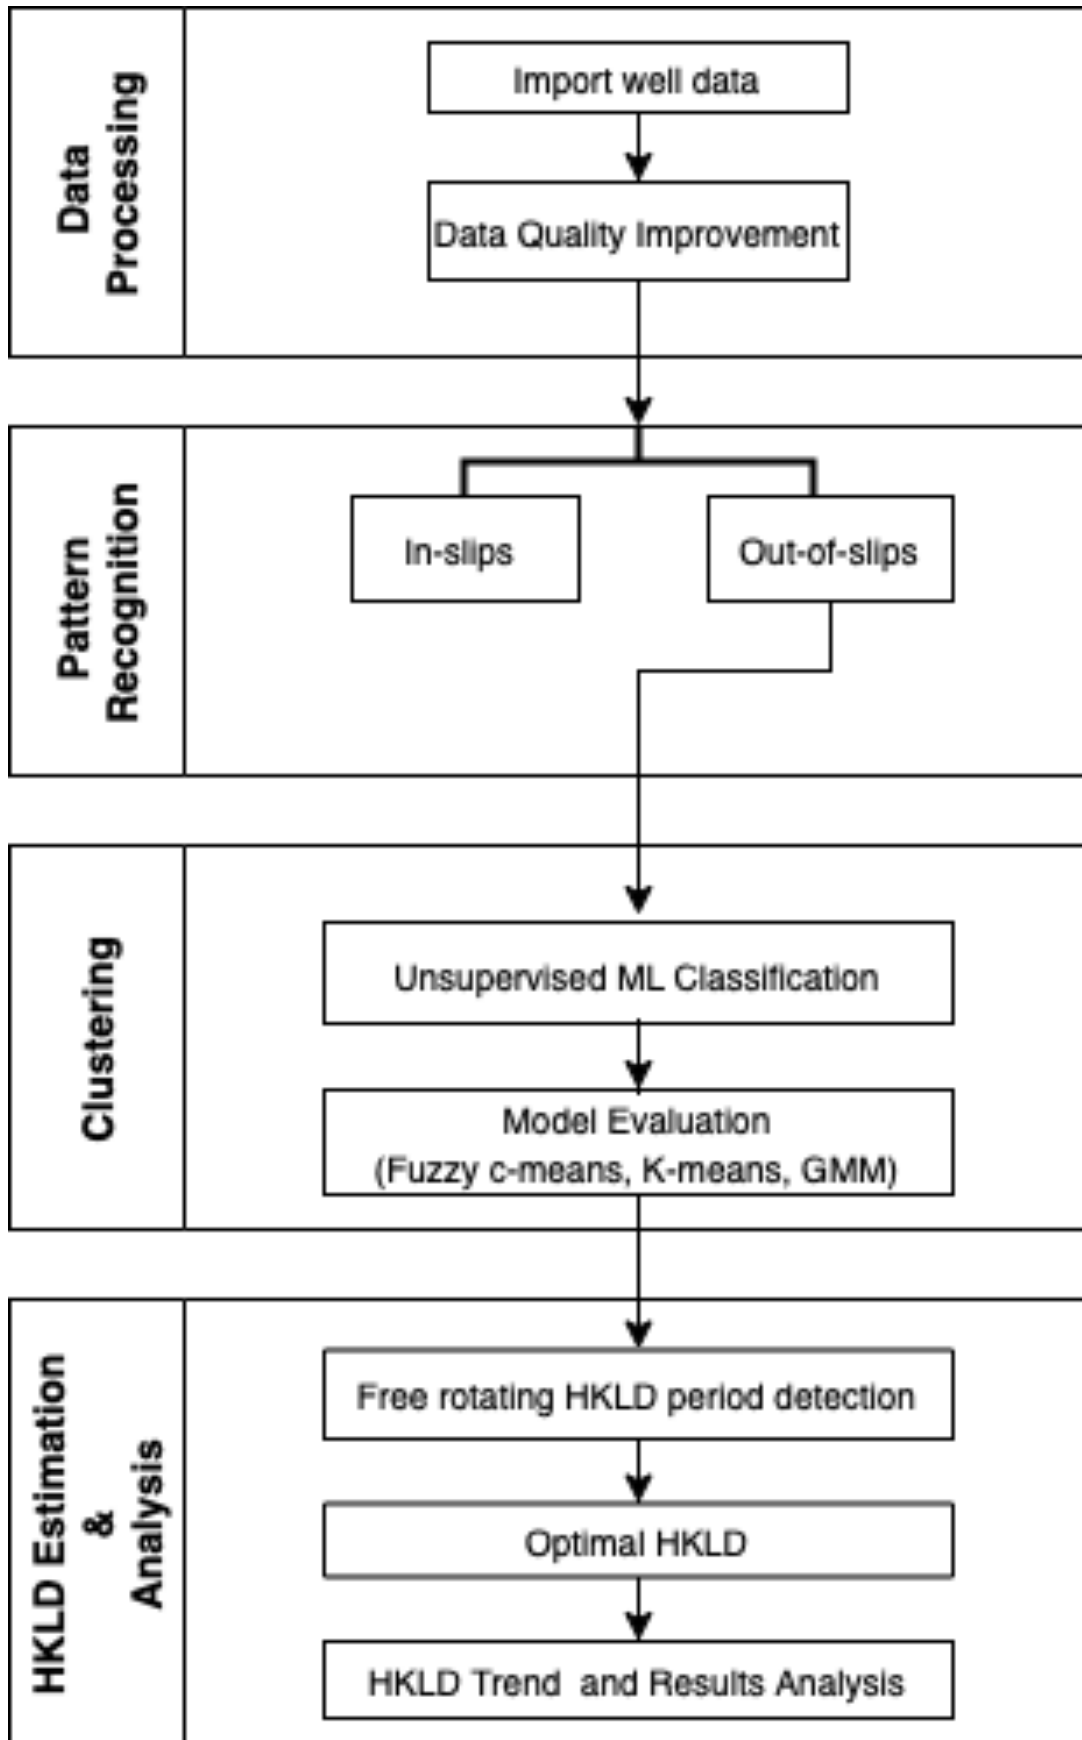 Data
Processing
Import well data
Data Quality Improvement
Pattern
Recognition
In-slips
Out-of-slips
Clustering
Unsupervised ML Classification
Model Evaluation
(Fuzzy c-means, K-means, GMM)
HKLD Estimation
&
Analysis
Free rotating HKLD period detection
Optimal HKLD
HKLD Trend and Results Analysis